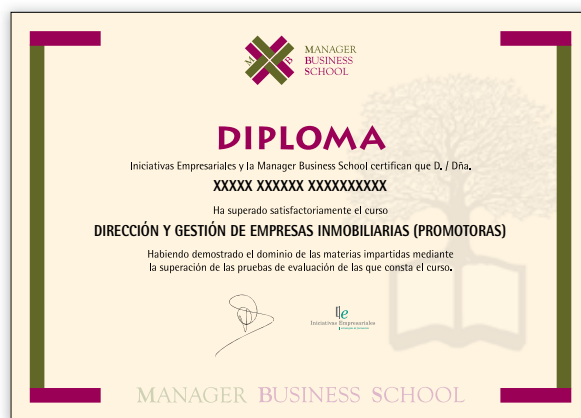 M B
MANAGER
BUSINESS
SCHOOL
DIPLOMA
Iniciativas Empresariales y la Manager Business School certifican que D. / Dña.
XXXXX XXXXXX XXXXXXXXXX
Ha superado satisfactoriamente el curso
DIRECCIÓN Y GESTIÓN DE EMPRESAS INMOBILIARIAS (PROMOTORAS)
Habiendo demostrado el dominio de las materias impartidas mediante
la superación de las pruebas de evaluación de las que consta el curso.
Ie
Iniciativas Empresariales
MANAGER BUSINESS SCHOOL